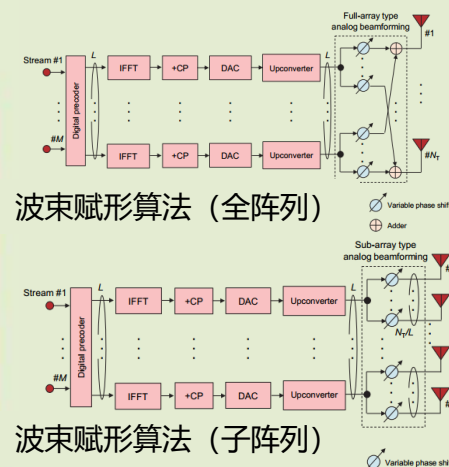 Full-array type
analog beamforming
Stream #1
L
L
#1
Digital precoder
IFFT
+CP
DAC
Upconverter
#M
IFFT
+CP
DAC
Upconverter
#NT
Variable phase shift
Adder
波束赋形算法（全阵列）
Sub-array type
analog beamforming
Stream #1
L
L
#
Digital precoder
IFFT
+CP
DAC
Upconverter
NT/L
#M
IFFT
+CP
DAC
Upconverter
#
波束赋形算法（子阵列）
Variable phase shi